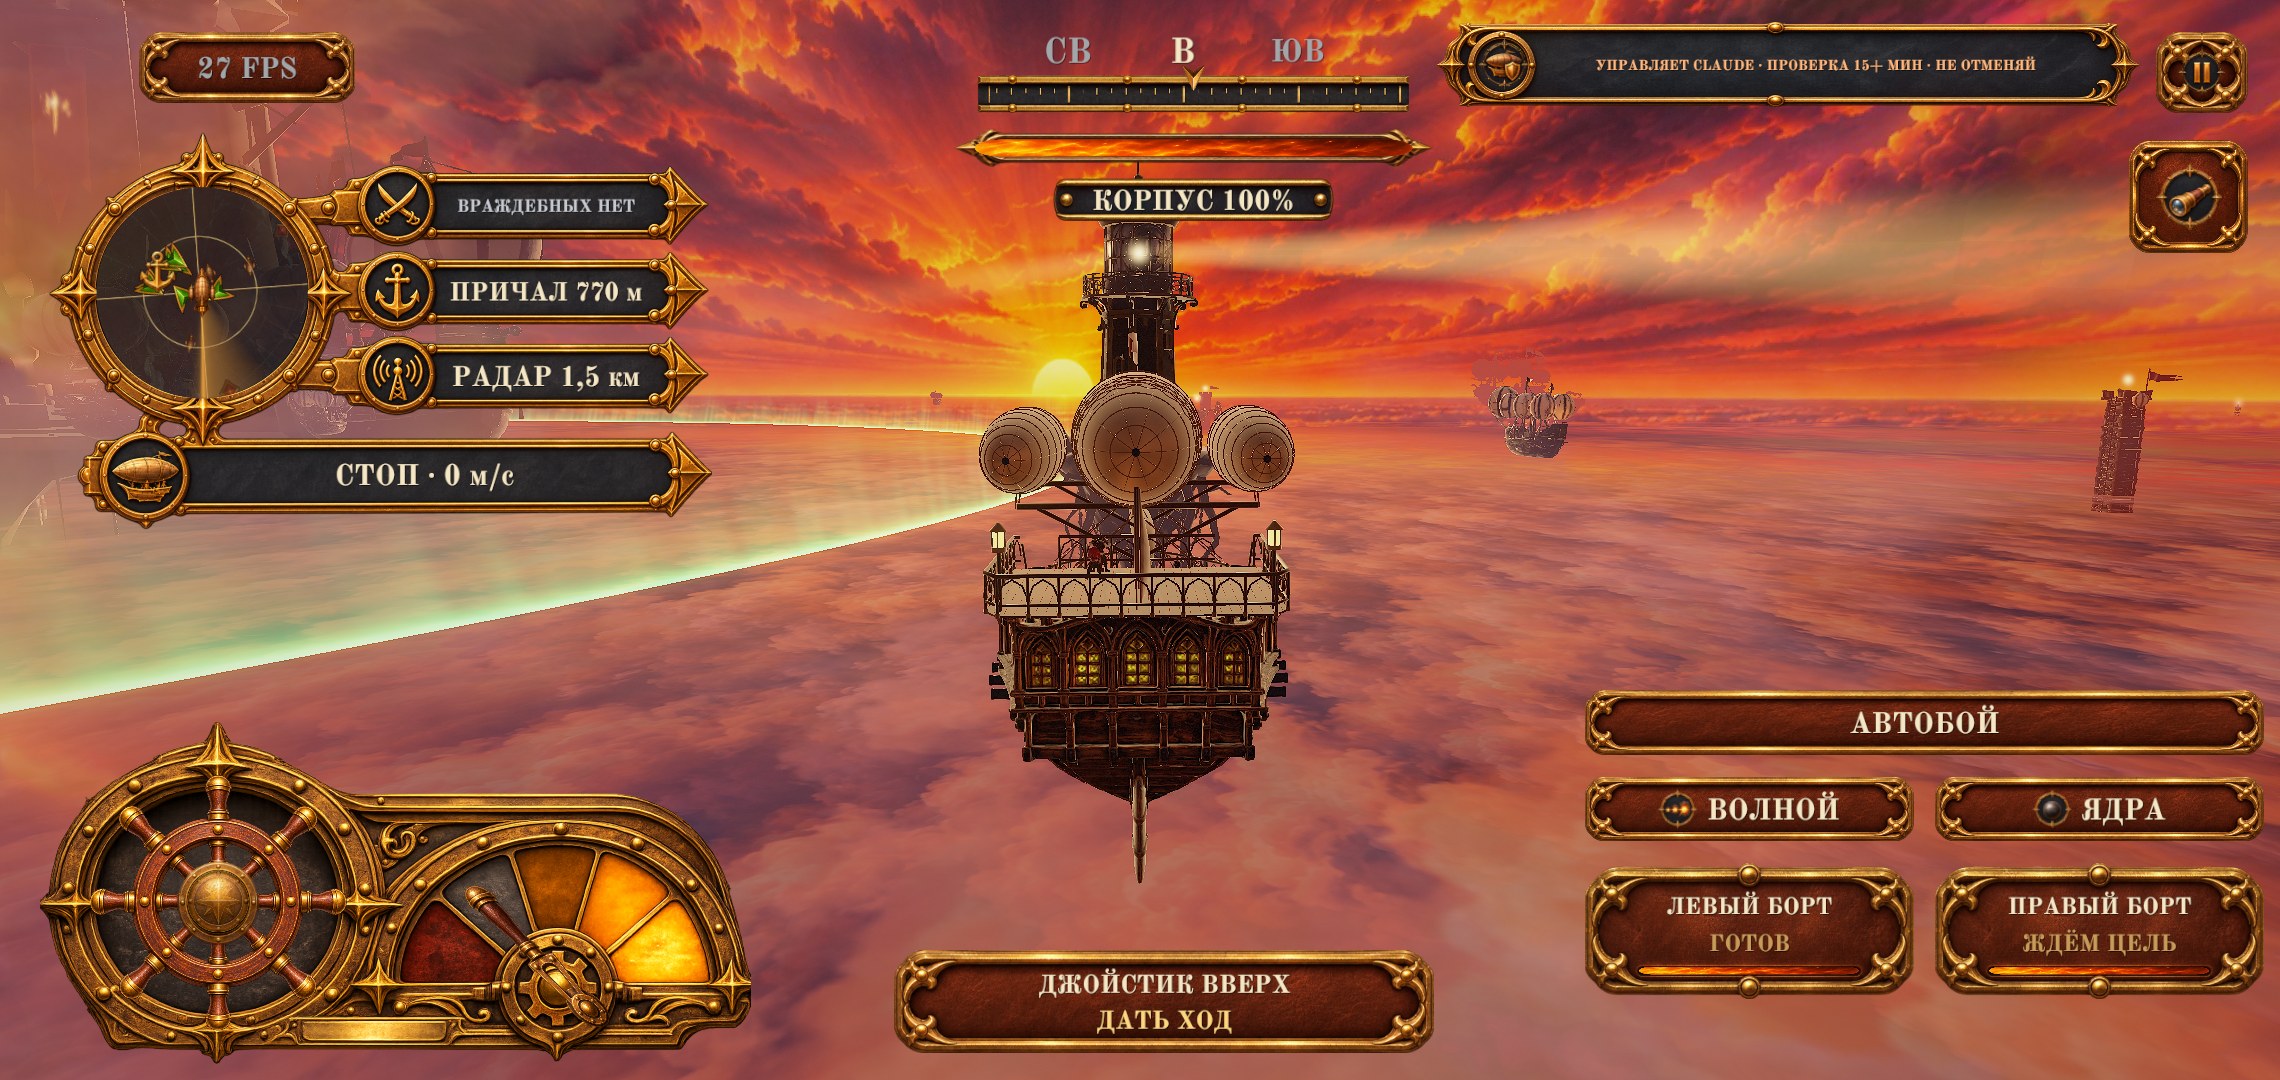 27 FPS
СВ В ЮВ
УПРАВЛЯЕТ CLAUDE · ПРОВЕРКА 15+ МИН · НЕ ОТМЕНЯЙ
КОРПУС 100%
ВРАЖДЕБНЫХ НЕТ
ПРИЧАЛ 770 м
РАДАР 1,5 км
СТОП · 0 м/с
АВТОБОЙ
ВОЛНОЙ
ЯДРА
ЛЕВЫЙ БОРТ
ГОТОВ
ПРАВЫЙ БОРТ
ЖДЁМ ЦЕЛЬ
ДЖОЙСТИК ВВЕРХ
ДАТЬ ХОД